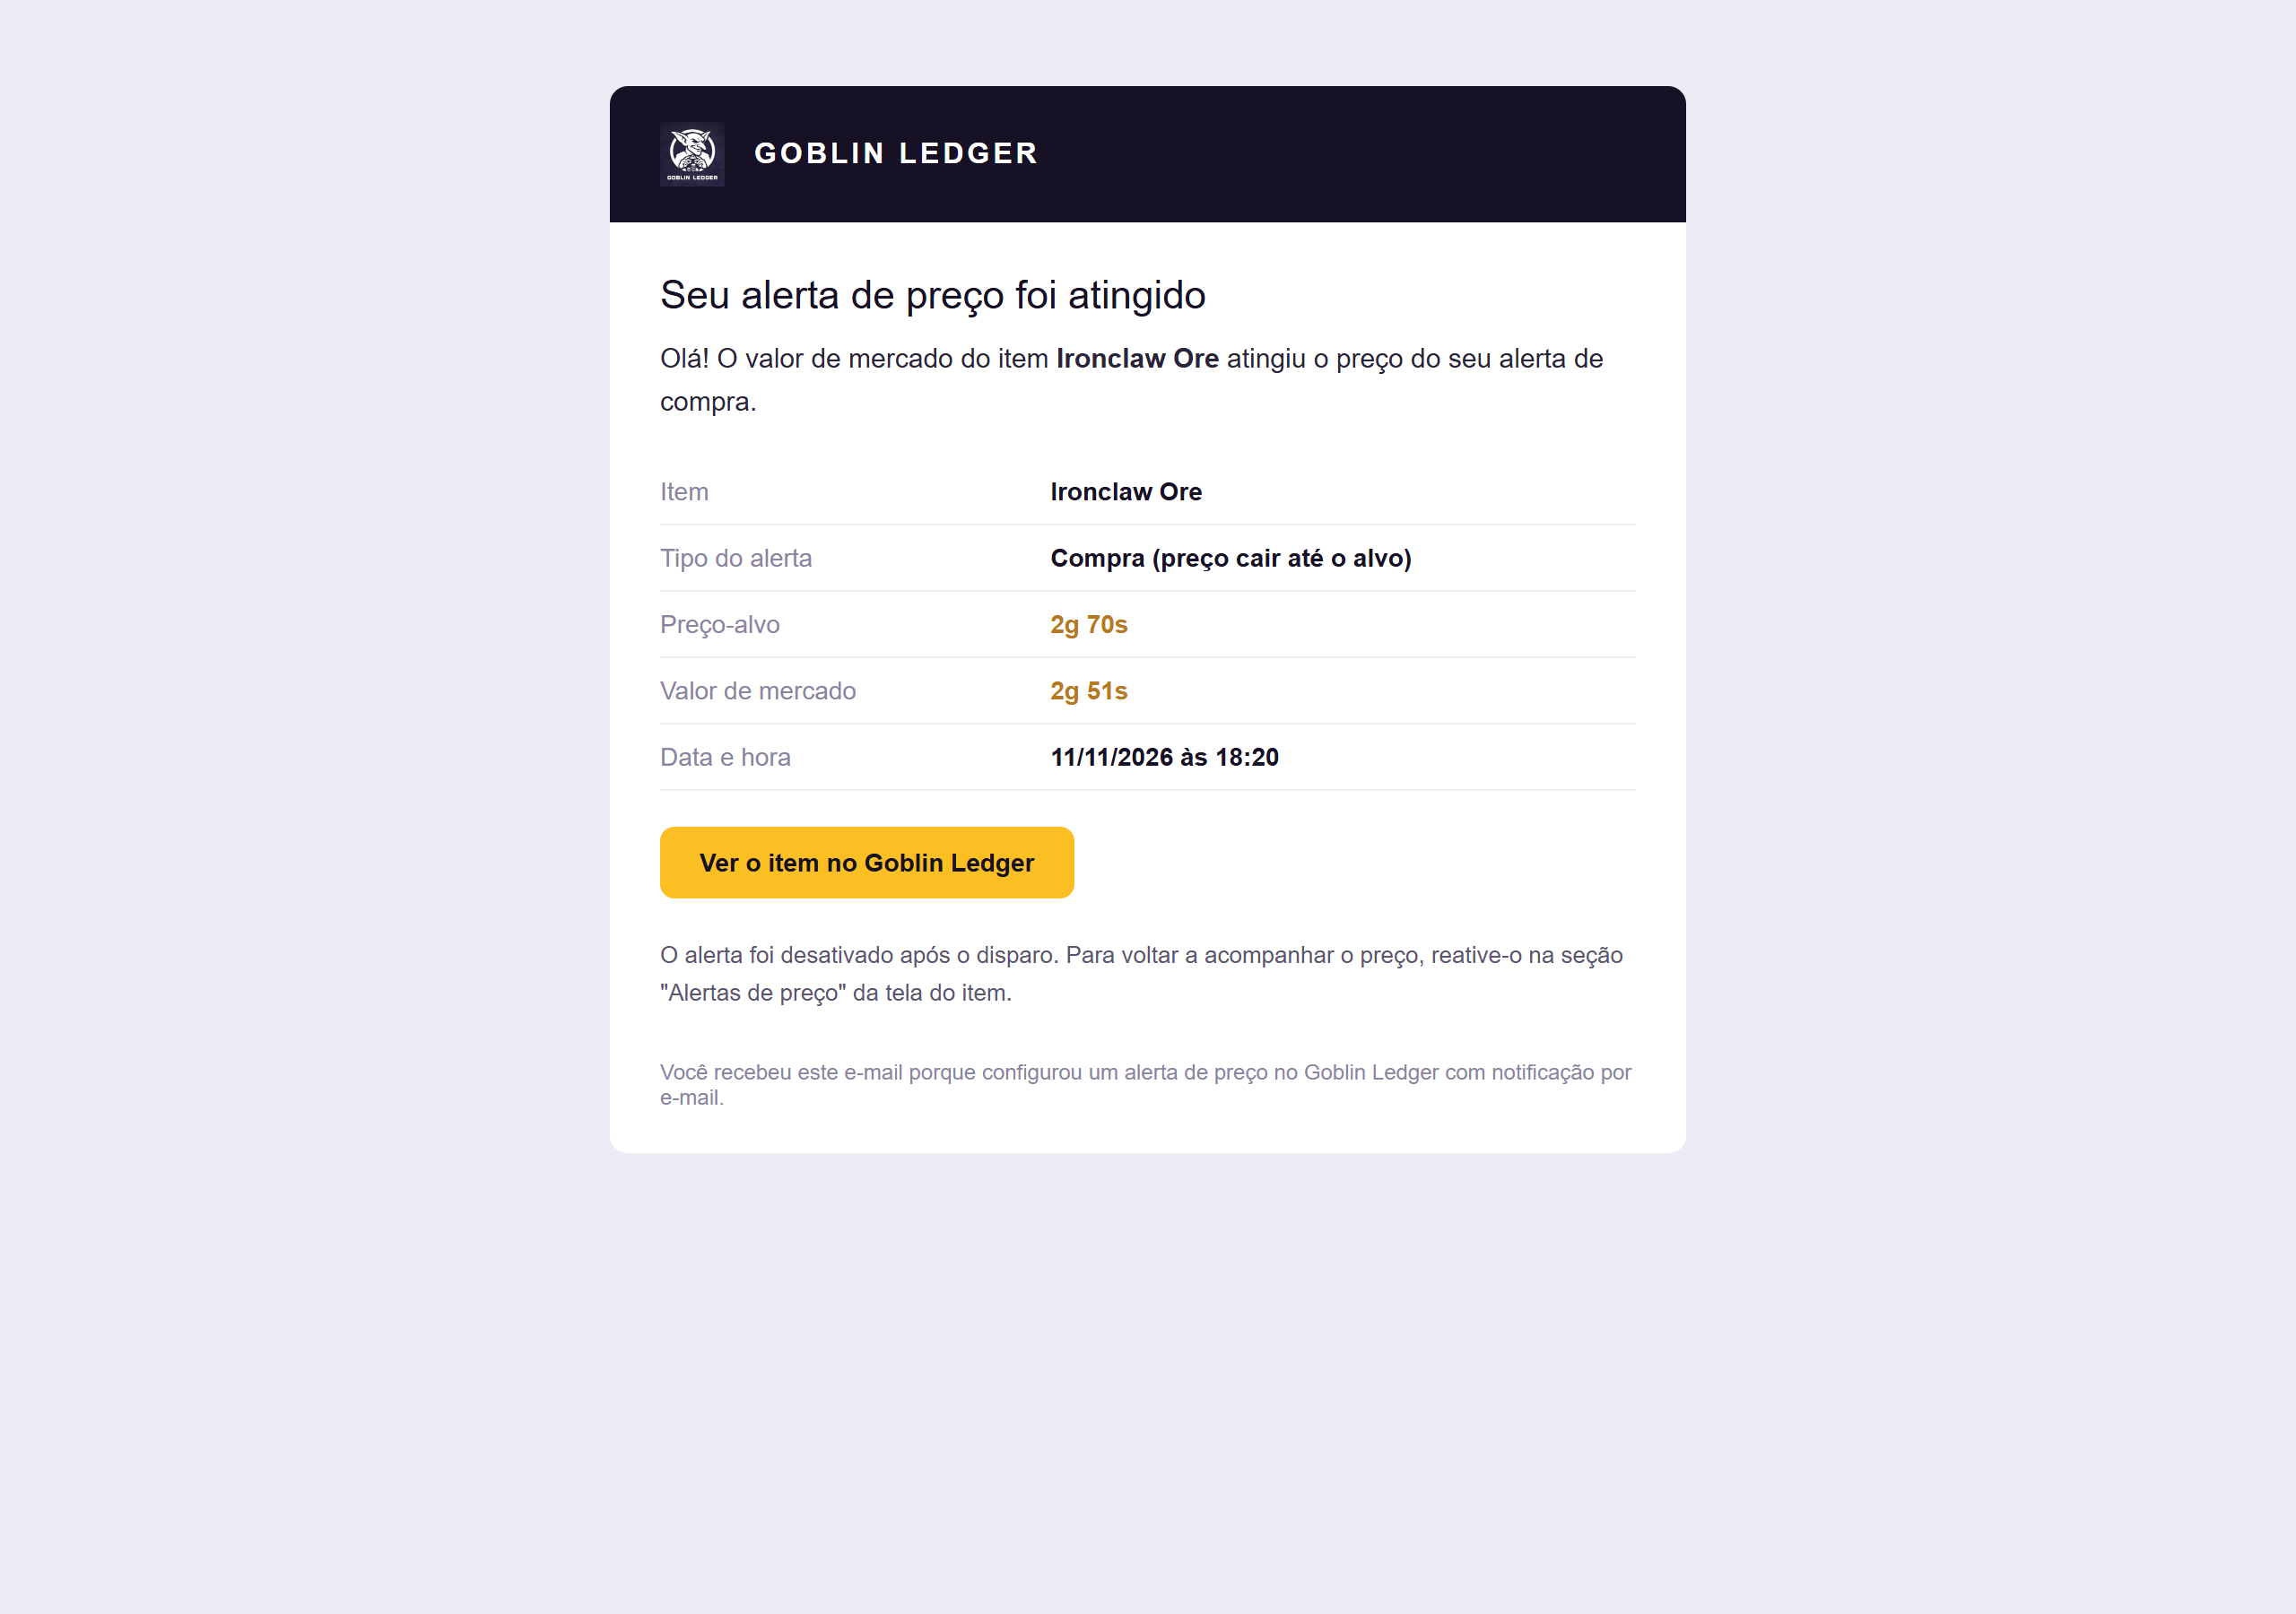 GOBLIN LEDGER
GOBLIN LEDGER
Seu alerta de preço foi atingido
Olá! O valor de mercado do item Ironclaw Ore atingiu o preço do seu alerta de
compra.
Item Ironclaw Ore
Tipo do alerta Compra (preço cair até o alvo)
Preço-alvo 2g 70s
Valor de mercado 2g 51s
Data e hora 11/11/2026 às 18:20
Ver o item no Goblin Ledger
O alerta foi desativado após o disparo. Para voltar a acompanhar o preço, reative-o na seção
"Alertas de preço" da tela do item.
Você recebeu este e-mail porque configurou um alerta de preço no Goblin Ledger com notificação por
e-mail.